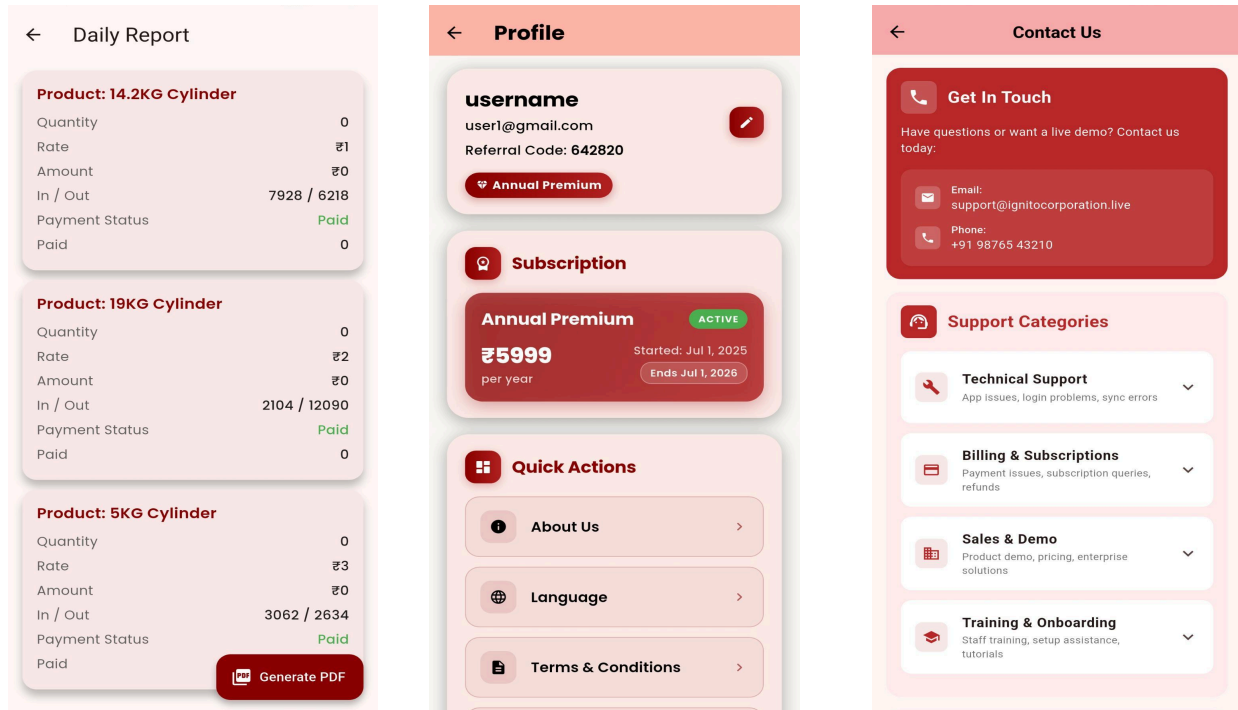 Daily Report
Product: 14.2KG Cylinder
Quantity 0
Rate ₹1
Amount ₹0
In / Out 7928 / 6218
Payment Status Paid
Paid 0
Product: 19KG Cylinder
Quantity 0
Rate ₹2
Amount ₹0
In / Out 2104 / 12090
Payment Status Paid
Paid 0
Product: 5KG Cylinder
Quantity 0
Rate ₹3
Amount ₹0
In / Out 3062 / 2634
Payment Status Paid
Paid
PDF Generate PDF
Profile
username
user1@gmail.com
Referral Code: 642820
Annual Premium
Subscription
Annual Premium ACTIVE
₹5999 Started: Jul 1, 2025
per year Ends Jul 1, 2026
Quick Actions
About Us
Language
Terms & Conditions
Contact Us
Get In Touch
Have questions or want a live demo? Contact us
today:
Email:
support@ignitocorporation.live
Phone:
+91 98765 43210
Support Categories
Technical Support
App issues, login problems, sync errors
Billing & Subscriptions
Payment issues, subscription queries,
refunds
Sales & Demo
Product demo, pricing, enterprise
solutions
Training & Onboarding
Staff training, setup assistance,
tutorials